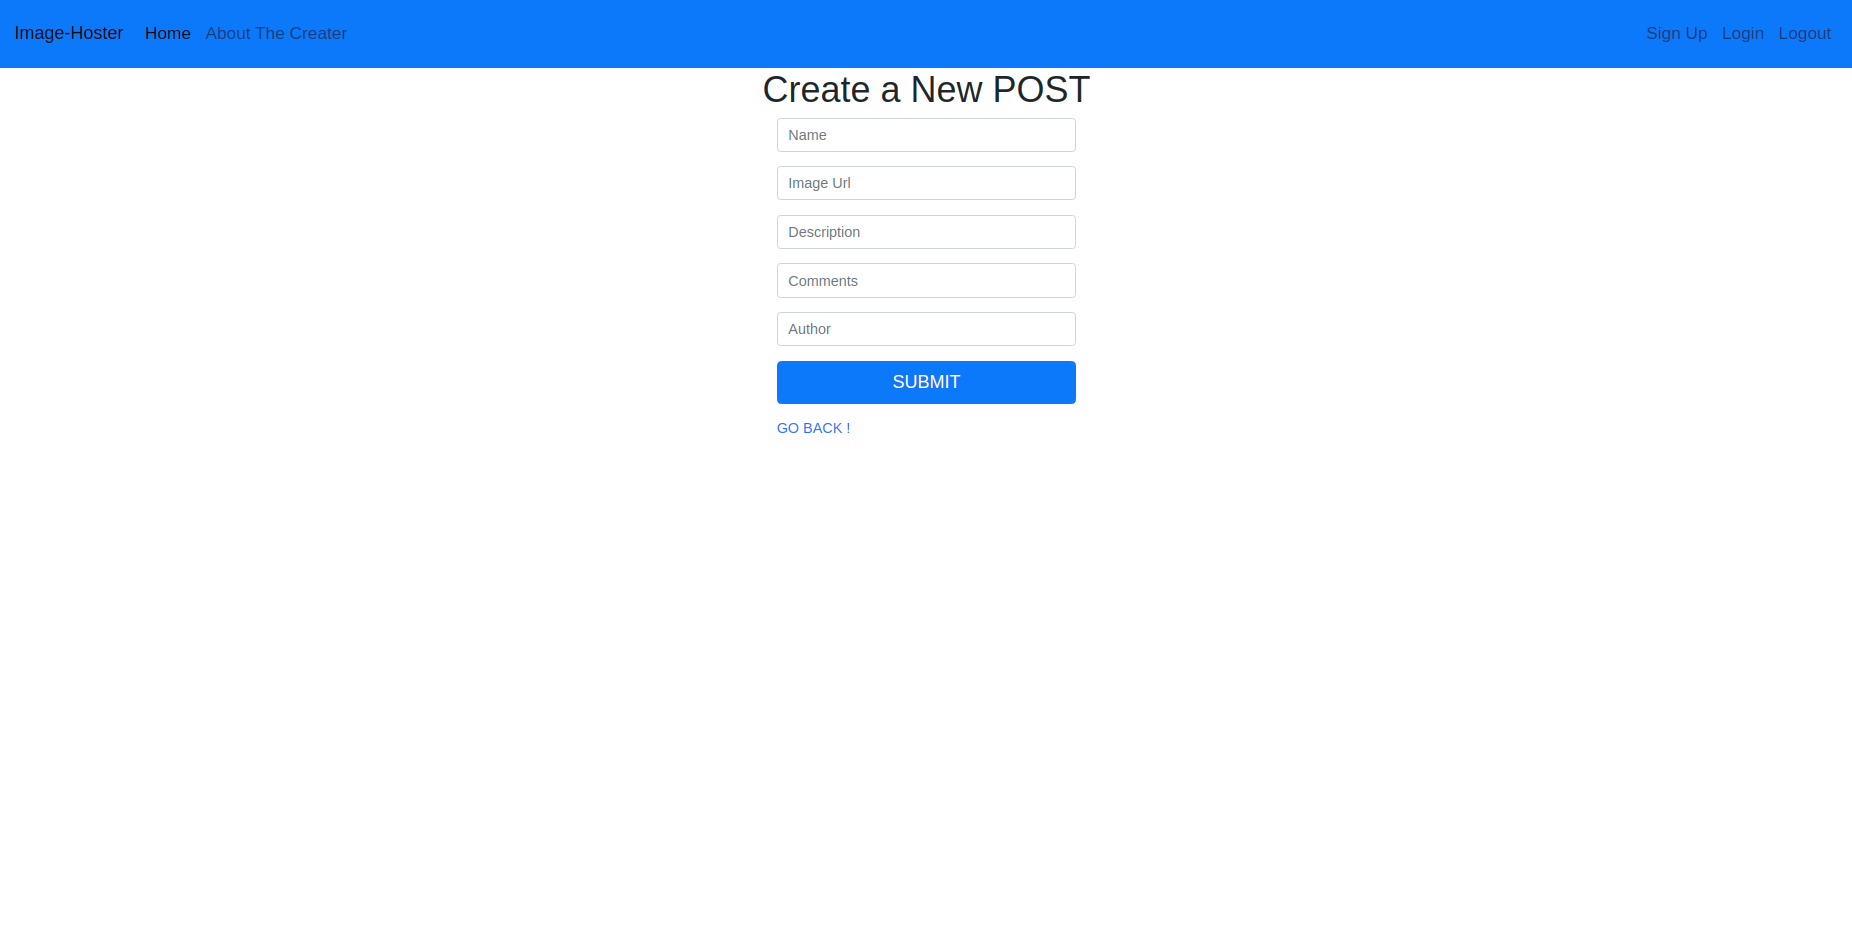 Image-Hoster Home About The Creater Sign Up Login Logout
Create a New POST
Name
Image Url
Description
Comments
Author
SUBMIT
GO BACK !